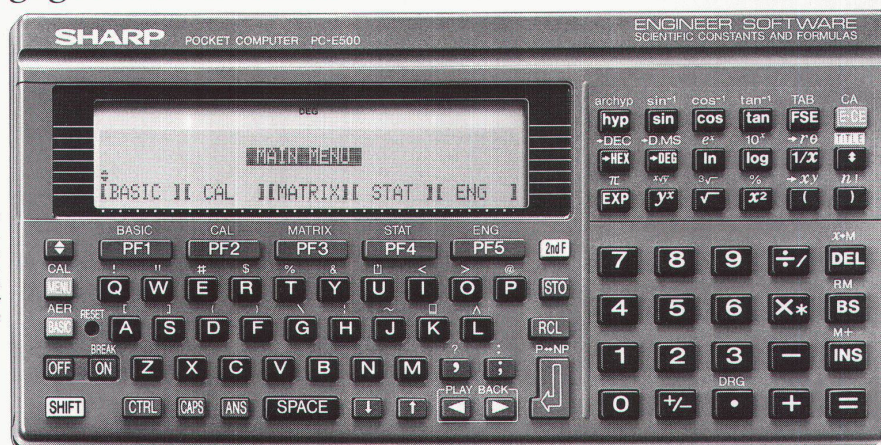 SHARP POCKET COMPUTER PC-E500
ENGINEER SOFTWARE
SCIENTIFIC CONSTANTS AND FORMULAS
DEG
MAIN MENU
[BASIC ][ CAL ][MATRIX][ STAT ][ ENG ]
BASIC CAL MATRIX STAT ENG
PF1 PF2 PF3 PF4 PF5 2nd F
CAL ! " # $ % & < > @
MENU Q W E R T Y U I O P STO
AER RESET [ ] { } \ ¦ ~ □ ^
BASIC A S D F G H J K L RCL
BREAK ? : P↔NP
OFF ON Z X C V B N M , ;
PLAY BACK
SHIFT CTRL CAPS ANS SPACE ↓ ↑ ◀ ▶
archyp sin⁻¹ cos⁻¹ tan⁻¹ TAB CA
hyp sin cos tan FSE C·CE
→DEC →D.MS eˣ 10ˣ →rθ TITLE
→HEX →DEG ln log 1/x
π ˣ√y ³√ % →xy n!
EXP yˣ √ x² ( )
x→M
7 8 9 ÷/ DEL
RM
4 5 6 X* BS
M+
1 2 3 − INS
DRG
0 +/− • + =